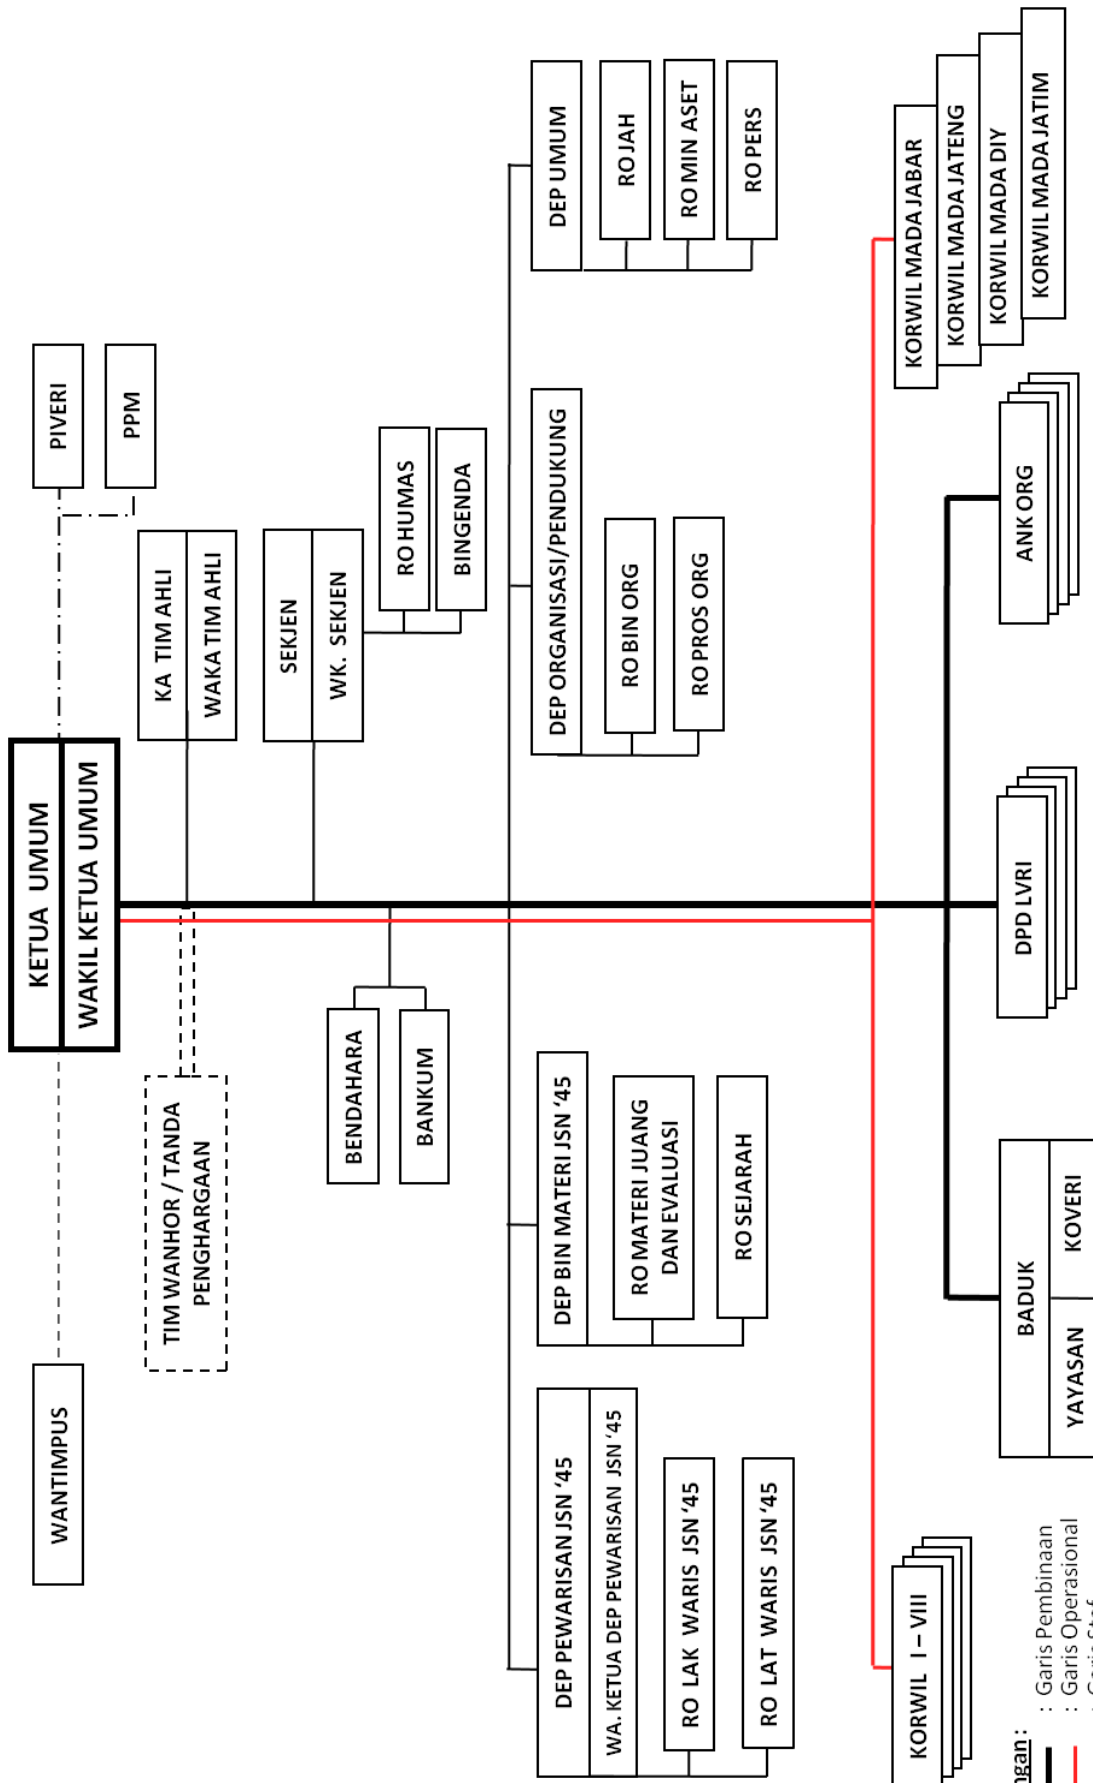 KETUA UMUM
WAKIL KETUA UMUM
WANTIMPUS
PIVERI
PPM
TIM WANHOR / TANDA
PENGHARGAAN
KA TIM AHLI
WAKA TIM AHLI
SEKJEN
WK. SEKJEN
RO HUMAS
BINGENDA
BENDAHARA
BANKUM
DEP PEWARISAN JSN ‘45
WA. KETUA DEP PEWARISAN JSN ‘45
RO LAK WARIS JSN ‘45
RO LAT WARIS JSN ‘45
DEP BIN MATERI JSN ‘45
RO MATERI JUANG
DAN EVALUASI
RO SEJARAH
DEP ORGANISASI/PENDUKUNG
RO BIN ORG
RO PROS ORG
DEP UMUM
RO JAH
RO MIN ASET
RO PERS
KORWIL I – VIII
KORWIL MADA JABAR
KORWIL MADA JATENG
KORWIL MADA DIY
KORWIL MADA JATIM
BADUK
YAYASAN
KOVERI
DPD LVRI
ANK ORG
ngan :
: Garis Pembinaan
: Garis Operasional